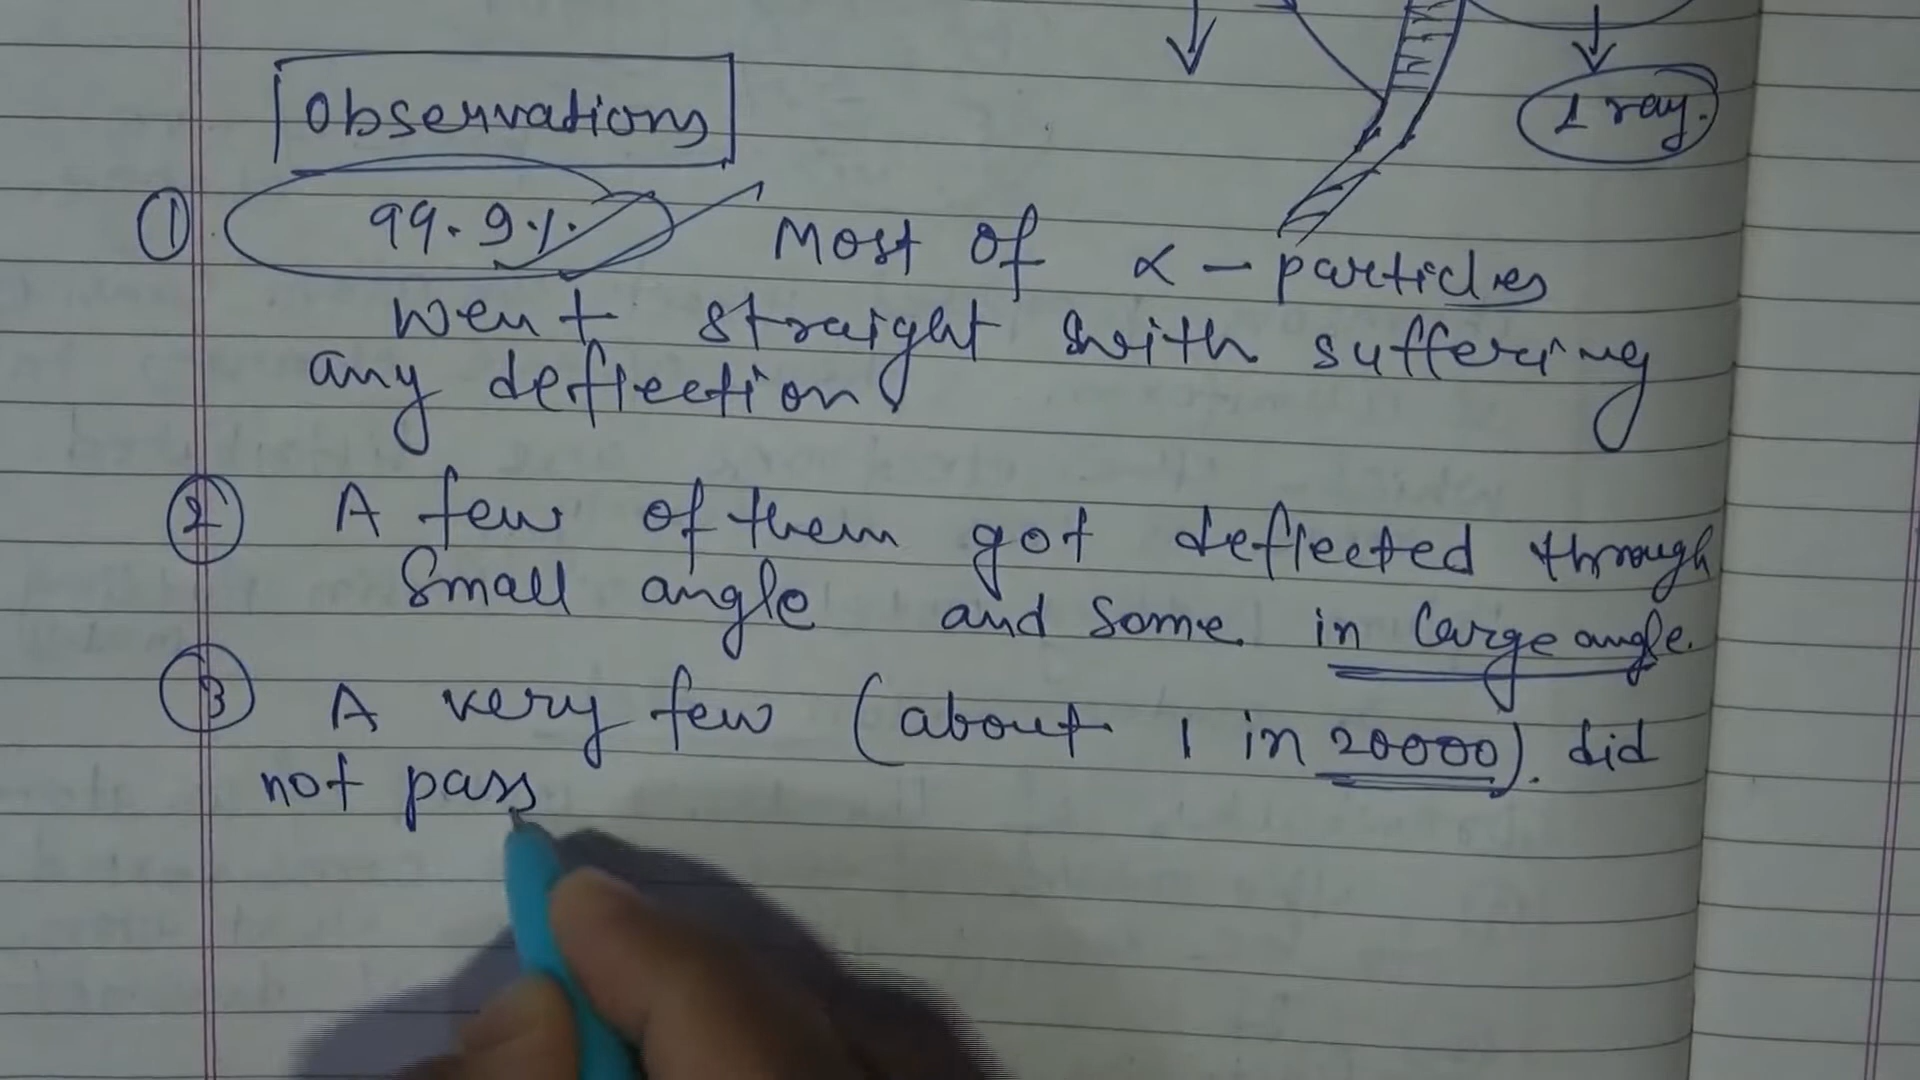 1 ray.
Observations
① 99.9%. Most of α - particles
went straight with suffering
any deflection
② A few of them got deflected through
Small angle and some in large angle.
③ A very few (about 1 in 20000). did
not pass